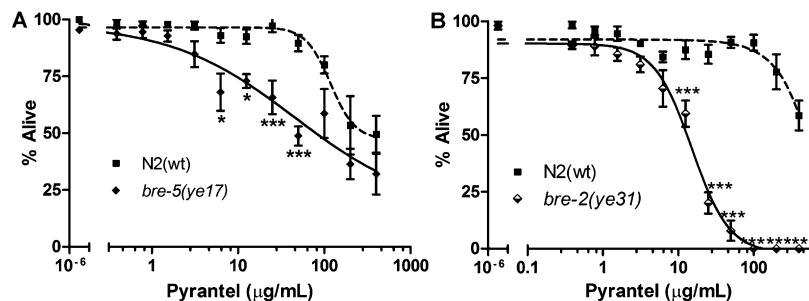 A
100
75
50
25
0
% Alive
N2(wt)
bre-5(ye17)
*
*
***
***
10-6
1
10
100
1000
Pyrantel (μg/mL)
B
100
75
50
25
0
% Alive
N2(wt)
bre-2(ye31)
***
***
***
*********
10-6
0.1
1
10
100
Pyrantel (μg/mL)